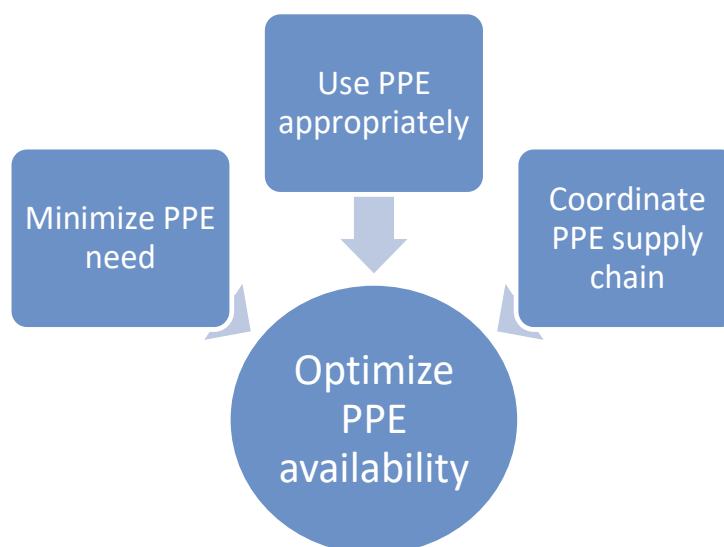 Use PPE
appropriately
Minimize PPE
need
Coordinate
PPE supply
chain
Optimize
PPE
availability